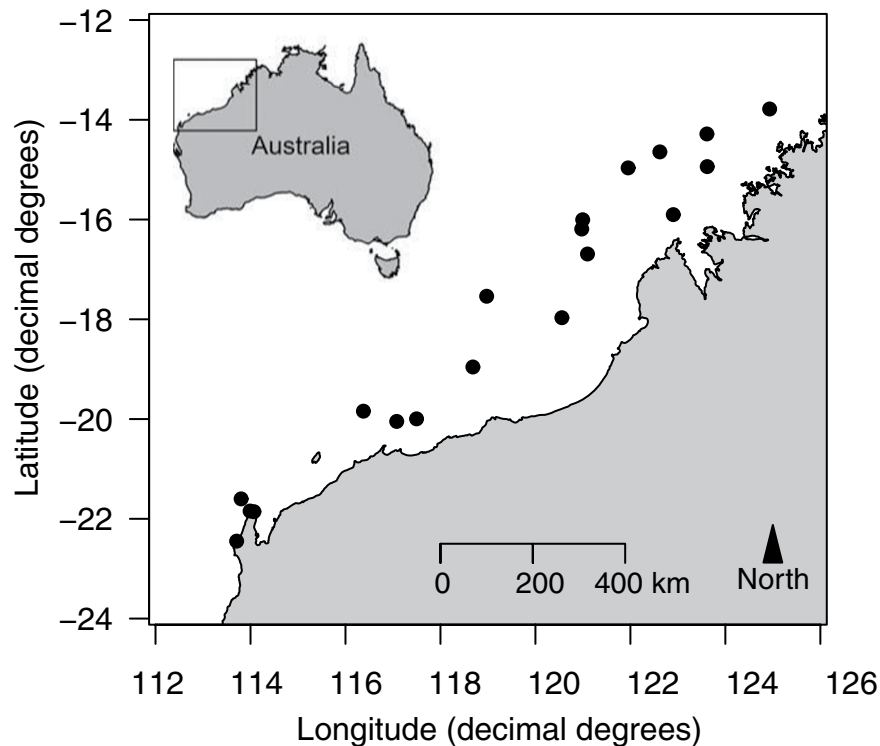 Latitude (decimal degrees)
−12
−14
−16
−18
−20
−22
−24
Australia
0 200 400 km
North
112 114 116 118 120 122 124 126
Longitude (decimal degrees)